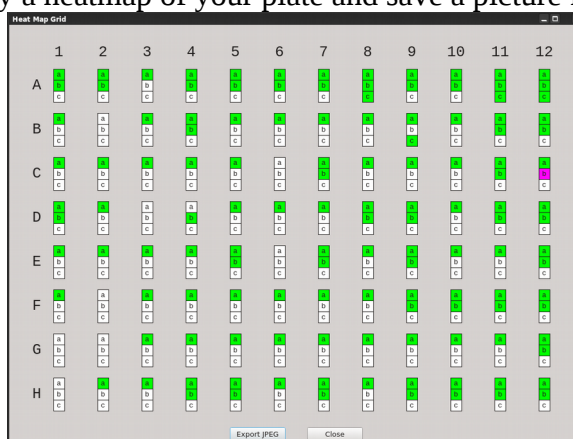 y a heatmap of your plate and save a picture
Heat Map Grid
1 2 3 4 5 6 7 8 9 10 11 12
a a a a a a a a a a a a
A b b b b b b b b b b b b
c c c c c c c c c c c c
a a a a a a a a a a a a
B b b b b b b b b b b b b
c c c c c c c c c c c c
a a a a a a a a a a a a
C b b b b b b b b b b b b
c c c c c c c c c c c c
a a a a a a a a a a a a
D b b b b b b b b b b b b
c c c c c c c c c c c c
a a a a a a a a a a a a
E b b b b b b b b b b b b
c c c c c c c c c c c c
a a a a a a a a a a a a
F b b b b b b b b b b b b
c c c c c c c c c c c c
a a a a a a a a a a a a
G b b b b b b b b b b b b
c c c c c c c c c c c c
a a a a a a a a a a a a
H b b b b b b b b b b b b
c c c c c c c c c c c c
Export JPEG Close